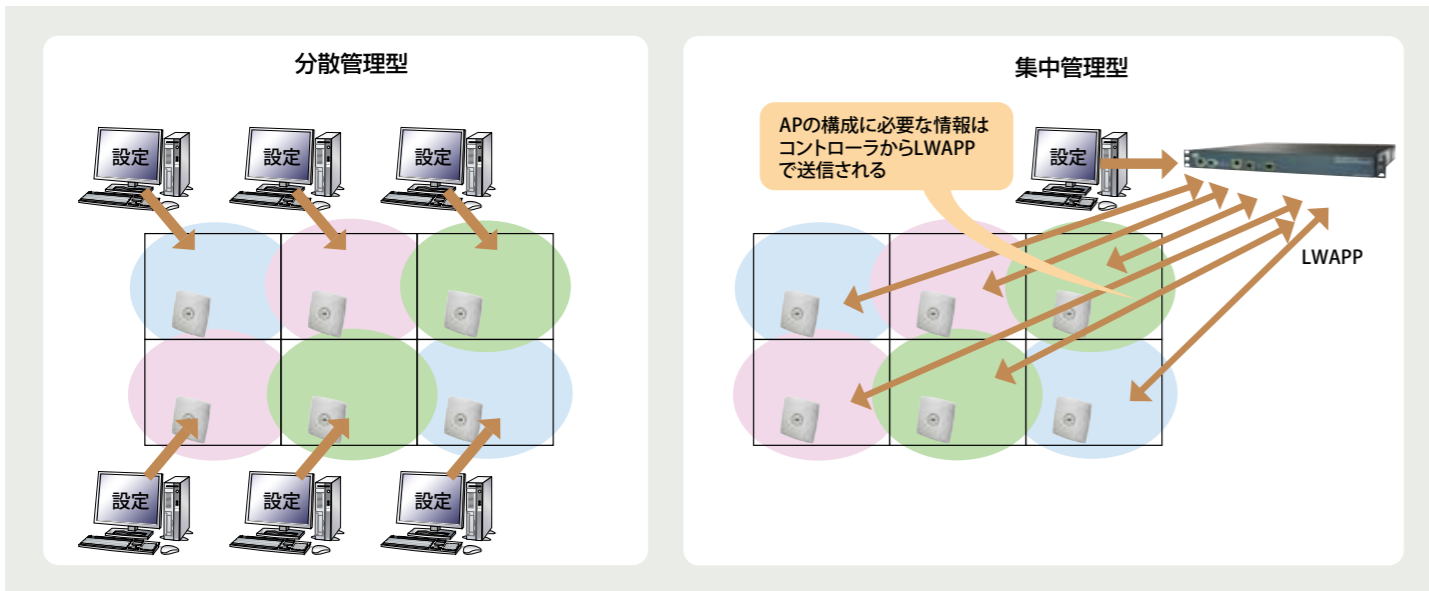 分散管理型
設定
設定
設定
設定
設定
設定
集中管理型
APの構成に必要な情報は
コントローラからLWAPP
で送信される
設定
LWAPP